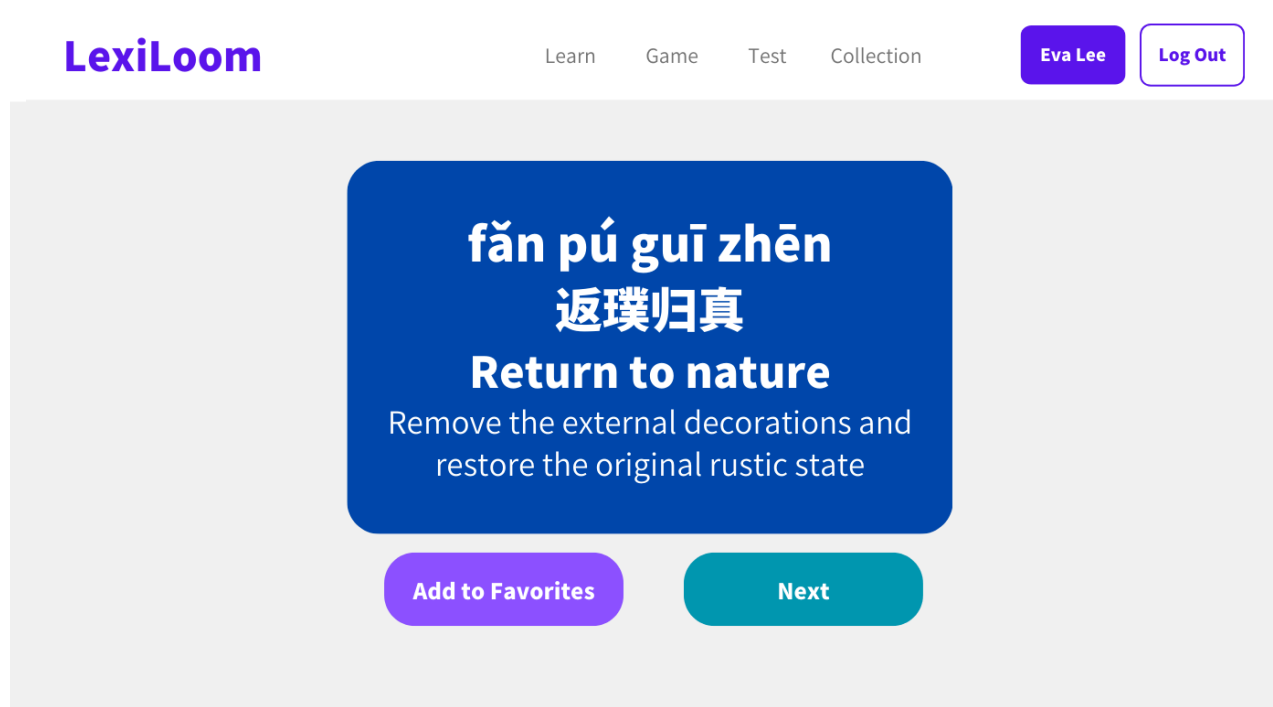 LexiLoom
Learn Game Test Collection
Eva Lee
Log Out
fǎn pú guī zhēn
返璞归真
Return to nature
Remove the external decorations and
restore the original rustic state
Add to Favorites
Next